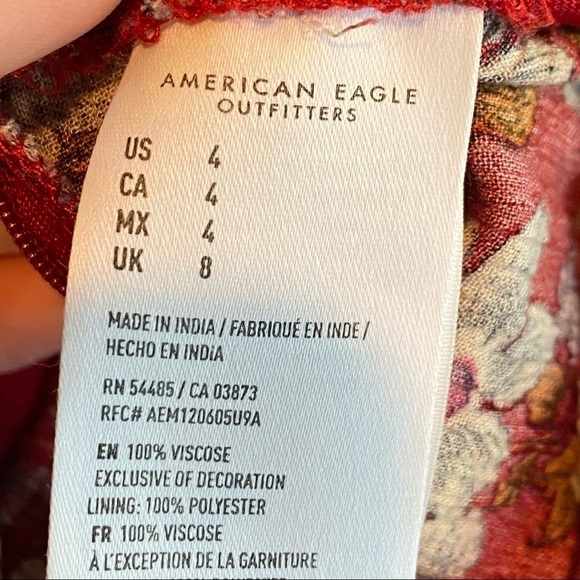 AMERICAN EAGLE
OUTFITTERS
US 4
CA 4
MX 4
UK 8
MADE IN INDIA / FABRIQUÉ EN INDE /
HECHO EN INDIA
RN 54485 / CA 03873
RFC# AEM120605U9A
EN 100% VISCOSE
EXCLUSIVE OF DECORATION
LINING: 100% POLYESTER
FR 100% VISCOSE
À L'EXCEPTION DE LA GARNITURE